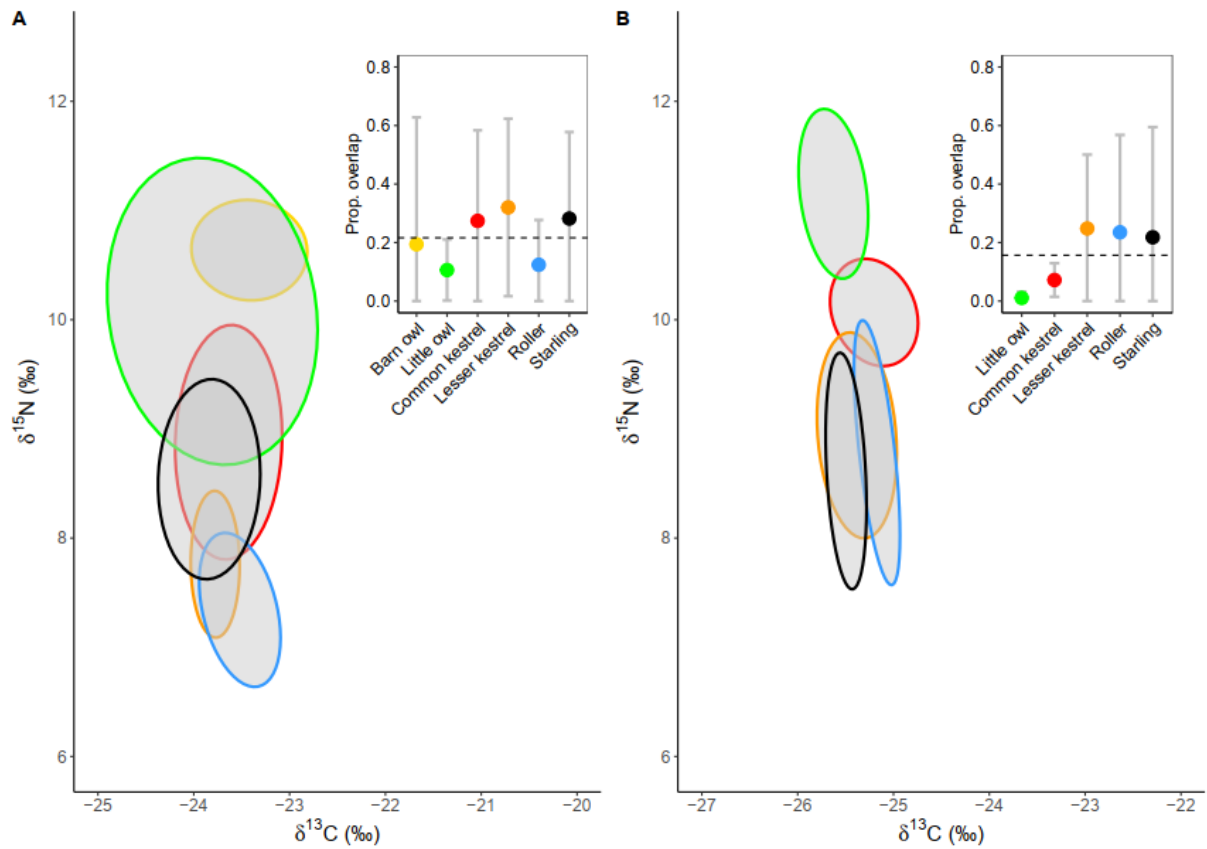 A
12
10
8
6
δ15N (‰)
−25
−24
−23
−22
−21
−20
δ13C (‰)
0.8
0.6
0.4
0.2
0.0
Prop. overlap
Barn owl
Little owl
Common kestrel
Lesser kestrel
Roller
Starling
B
12
10
8
6
δ15N (‰)
−27
−26
−25
−24
−23
−22
δ13C (‰)
0.8
0.6
0.4
0.2
0.0
Prop. overlap
Little owl
Common kestrel
Lesser kestrel
Roller
Starling